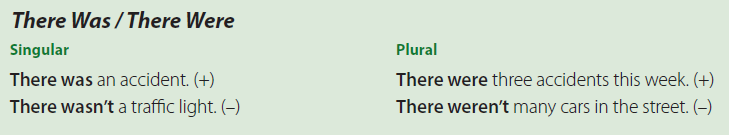 There Was / There Were
Singular
There was an accident. (+)
There wasn't a traffic light. (–)
Plural
There were three accidents this week. (+)
There weren't many cars in the street. (–)